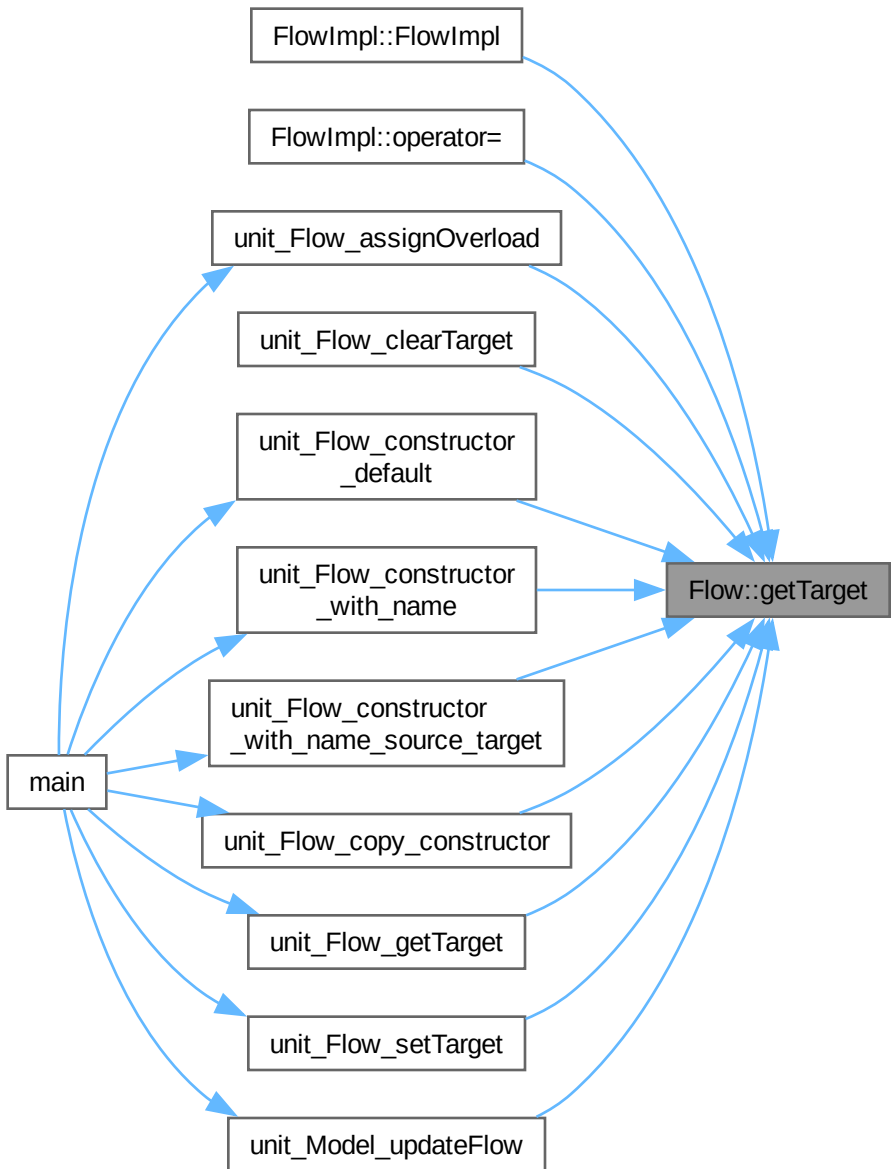 FlowImpl::FlowImpl
FlowImpl::operator=
unit_Flow_assignOverload
unit_Flow_clearTarget
unit_Flow_constructor
_default
unit_Flow_constructor
_with_name
Flow::getTarget
unit_Flow_constructor
_with_name_source_target
main
unit_Flow_copy_constructor
unit_Flow_getTarget
unit_Flow_setTarget
unit_Model_updateFlow